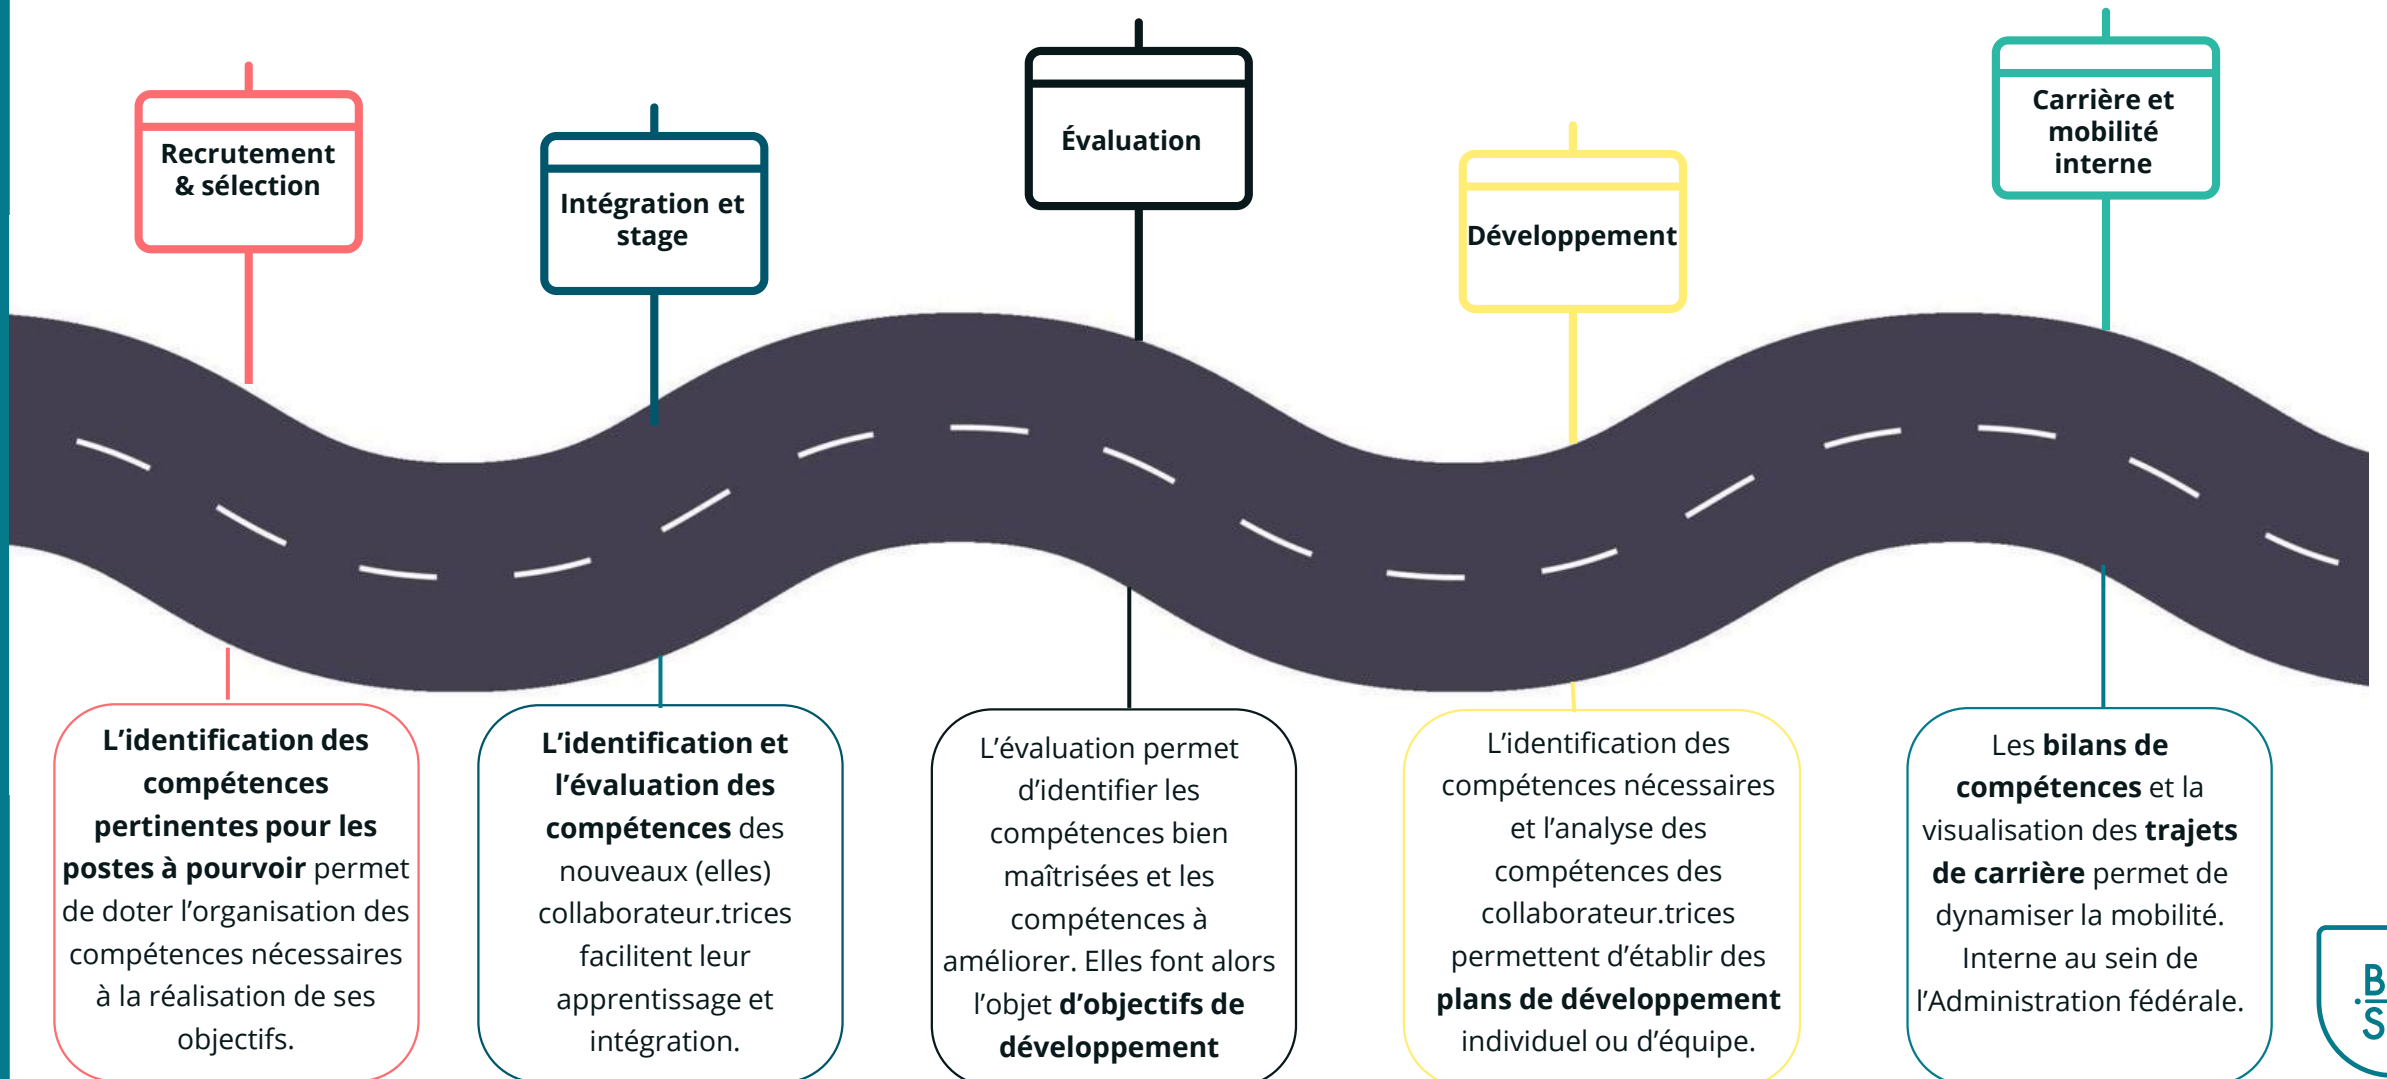 Recrutement
& sélection
Intégration et
stage
Évaluation
Développement
Carrière et
mobilité
interne
L’identification des
compétences
pertinentes pour les
postes à pourvoir permet
de doter l’organisation des
compétences nécessaires
à la réalisation de ses
objectifs.
L’identification et
l’évaluation des
compétences des
nouveaux (elles)
collaborateur.trices
facilitent leur
apprentissage et
intégration.
L’évaluation permet
d’identifier les
compétences bien
maîtrisées et les
compétences à
améliorer. Elles font alors
l’objet d’objectifs de
développement
L’identification des
compétences nécessaires
et l’analyse des
compétences des
collaborateur.trices
permettent d’établir des
plans de développement
individuel ou d’équipe.
Les bilans de
compétences et la
visualisation des trajets
de carrière permet de
dynamiser la mobilité.
Interne au sein de
l’Administration fédérale.